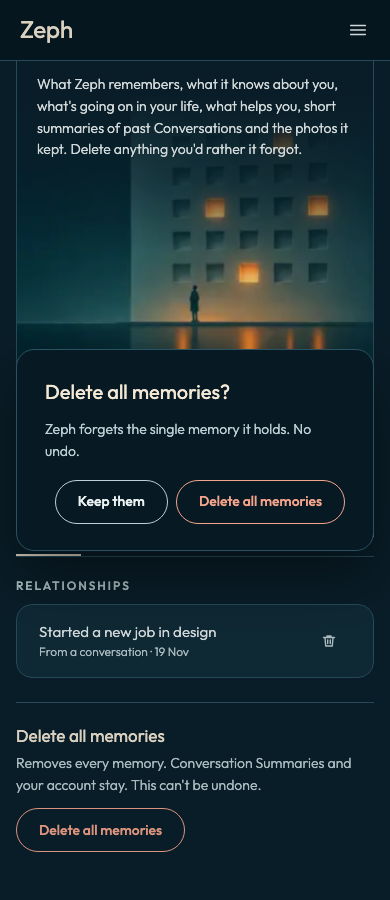 Zeph
What Zeph remembers, what it knows about you,
what's going on in your life, what helps you, short
summaries of past Conversations and the photos it
kept. Delete anything you'd rather it forgot.
Delete all memories?
Zeph forgets the single memory it holds. No
undo.
Keep them
Delete all memories
RELATIONSHIPS
Started a new job in design
From a conversation · 19 Nov
Delete all memories
Removes every memory. Conversation Summaries and
your account stay. This can't be undone.
Delete all memories